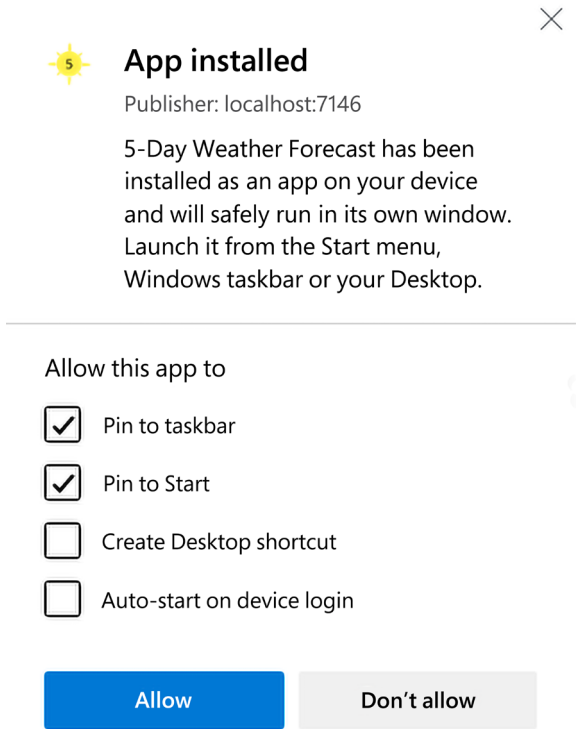 5
App installed
Publisher: localhost:7146
5-Day Weather Forecast has been
installed as an app on your device
and will safely run in its own window.
Launch it from the Start menu,
Windows taskbar or your Desktop.
Allow this app to
Pin to taskbar
Pin to Start
Create Desktop shortcut
Auto-start on device login
Allow
Don’t allow